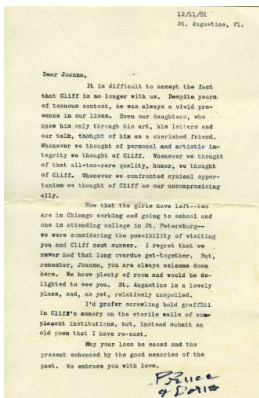 12/11/81
St. Augustine, Fl.
Dear Joanna,
It is difficult to accept the fact
that Cliff is no longer with us. Despite years
of tenuous contact, he was always a vivid pre-
sence in our lives. Even our daughters, who
knew him only through his art, his letters and
our talk, thought of him as a cherished friend.
Whenever we thought of personal and artistic in-
tegrity we thought of Cliff. Whenever we thought
of that all-too-rare quality, honor, we thought
of Cliff. Whenever we confronted cynical oppor-
tunism we thought of Cliff as our uncompromising
ally.
Now that the girls have left--two
are in Chicago working and going to school and
one is attending college in St. Petersburg--
we were considering the possibility of visiting
you and Cliff next summer. I regret that we
never had that long overdue get-together. But,
remember, Joanna, you are always welcome down
here. We have plenty of room and would be de-
lighted to see you. St. Augustine is a lovely
place, and, as yet, relatively unspoiled.
I'd prefer scrawling bold graffiti
in Cliff's memory on the sterile walls of com-
placent institutions, but, instead submit an
old poem that I have re-cast.
May your loss be eased and the
present enhanced by the good memories of the
past. We embrace you with love.
& Doris